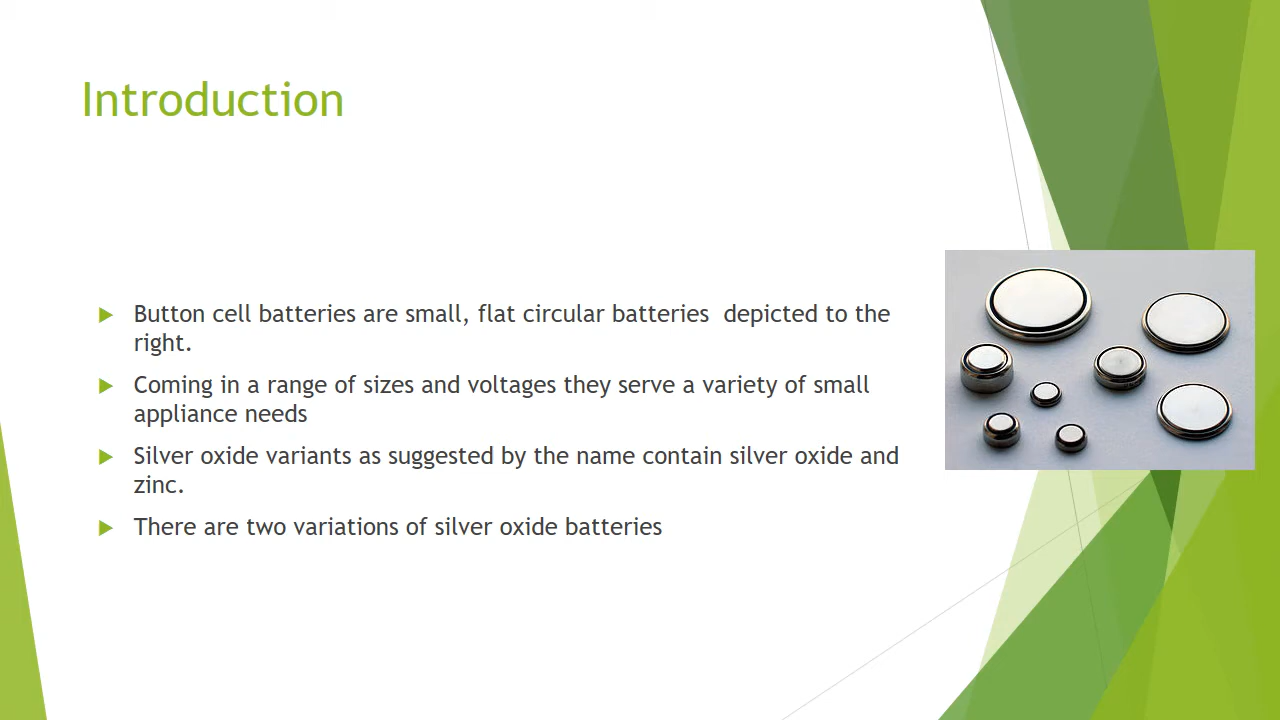 Introduction
Button cell batteries are small, flat circular batteries  depicted to the
right.
Coming in a range of sizes and voltages they serve a variety of small
appliance needs
Silver oxide variants as suggested by the name contain silver oxide and
zinc.
There are two variations of silver oxide batteries